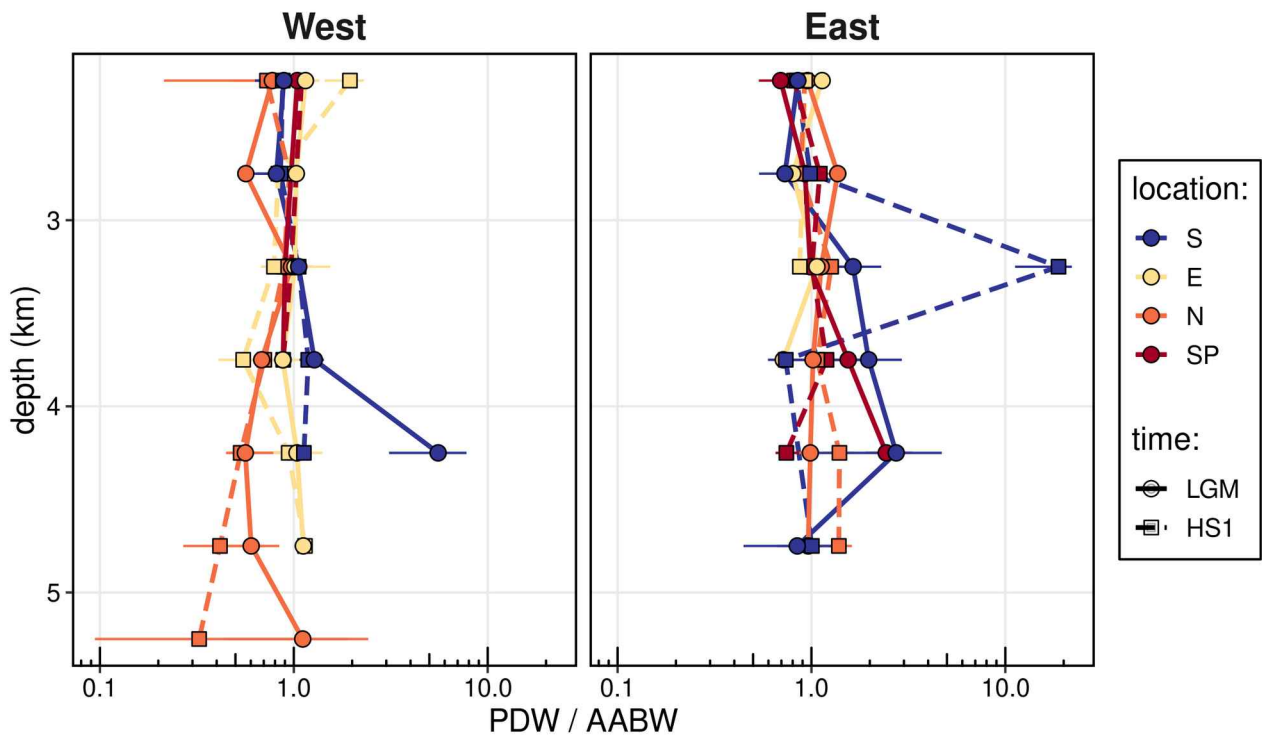 West
East
depth (km)
3
4
5
0.1
1.0
10.0
0.1
1.0
10.0
PDW / AABW
location:
S
E
N
SP
time:
LGM
HS1